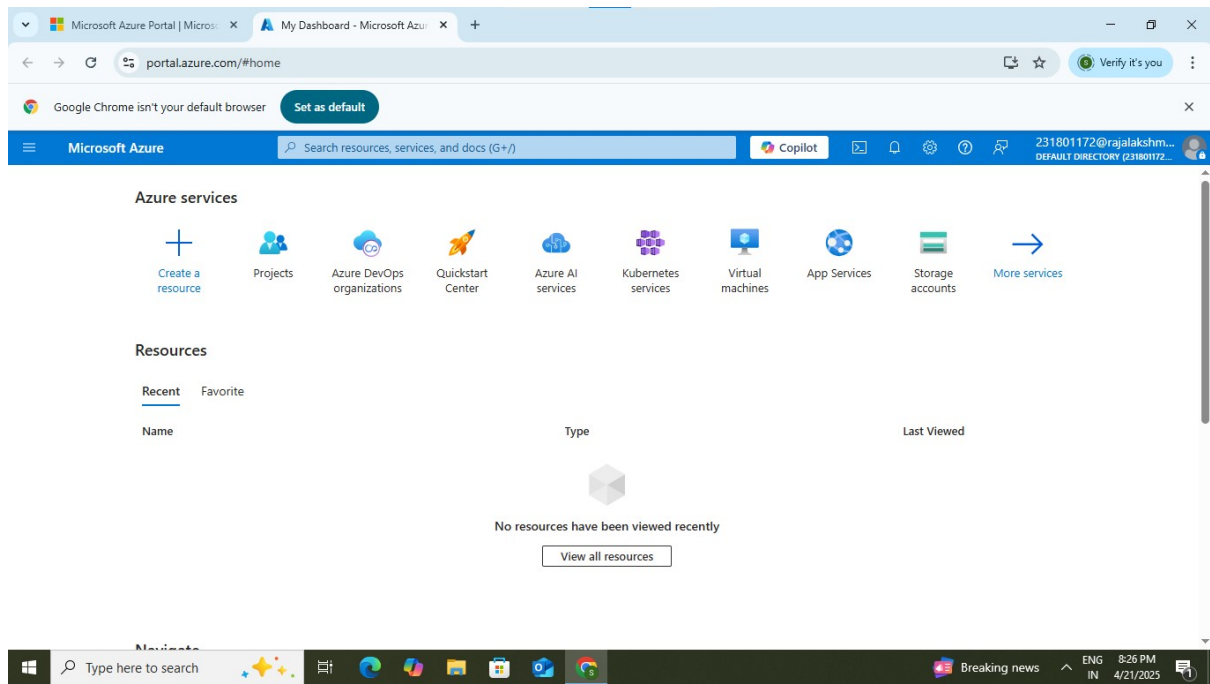 Microsoft Azure Portal | Micros
My Dashboard - Microsoft Azu
portal.azure.com/#home
Verify it's you
Google Chrome isn't your default browser
Set as default
Microsoft Azure
Search resources, services, and docs (G+/)
Copilot
231801172@rajalakshm...
DEFAULT DIRECTORY (231801172...
Azure services
Create a resource
Projects
Azure DevOps organizations
Quickstart Center
Azure AI services
Kubernetes services
Virtual machines
App Services
Storage accounts
More services
Resources
Recent Favorite
Name Type Last Viewed
No resources have been viewed recently
View all resources
Navigate
Type here to search
Breaking news
ENG
IN
8:26 PM
4/21/2025
1